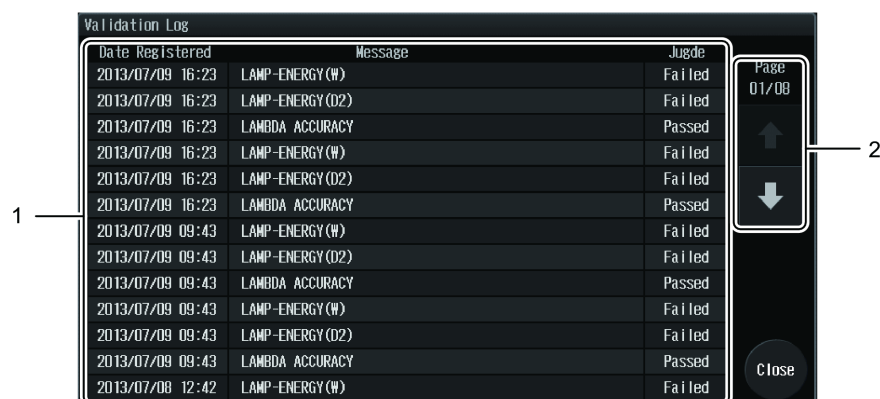 Validation Log
Date Registered Message Jugde
2013/07/09 16:23 LAMP-ENERGY(W) Failed
2013/07/09 16:23 LAMP-ENERGY(D2) Failed
2013/07/09 16:23 LAMBDA ACCURACY Passed
2013/07/09 16:23 LAMP-ENERGY(W) Failed
2013/07/09 16:23 LAMP-ENERGY(D2) Failed
2013/07/09 16:23 LAMBDA ACCURACY Passed
2013/07/09 09:43 LAMP-ENERGY(W) Failed
2013/07/09 09:43 LAMP-ENERGY(D2) Failed
2013/07/09 09:43 LAMBDA ACCURACY Passed
2013/07/09 09:43 LAMP-ENERGY(W) Failed
2013/07/09 09:43 LAMP-ENERGY(D2) Failed
2013/07/09 09:43 LAMBDA ACCURACY Passed
2013/07/08 12:42 LAMP-ENERGY(W) Failed
Page
01/08
Close
1
2